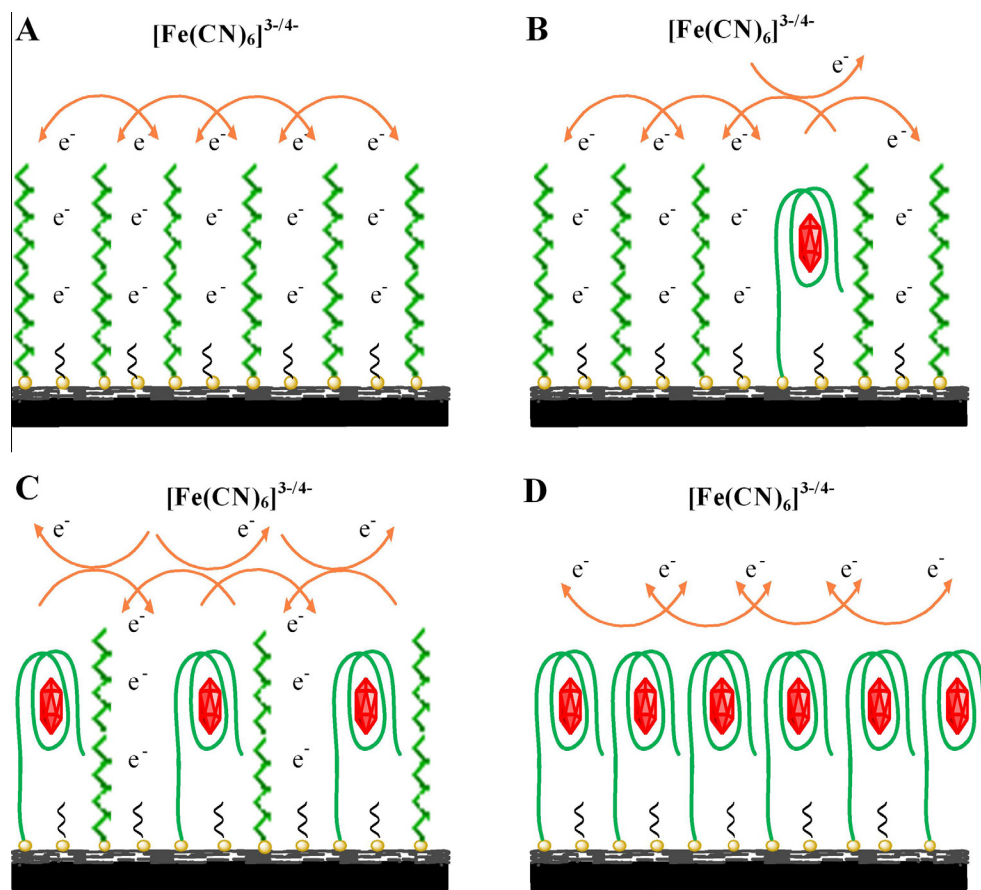 A
[Fe(CN)₆]³⁻/⁴⁻
e⁻ e⁻ e⁻ e⁻ e⁻
e⁻ e⁻ e⁻ e⁻ e⁻
e⁻ e⁻ e⁻ e⁻ e⁻
B
[Fe(CN)₆]³⁻/⁴⁻
e⁻
e⁻ e⁻ e⁻ e⁻
e⁻ e⁻ e⁻ e⁻
e⁻ e⁻ e⁻ e⁻
C
[Fe(CN)₆]³⁻/⁴⁻
e⁻ e⁻ e⁻
e⁻ e⁻
e⁻ e⁻
e⁻ e⁻
D
[Fe(CN)₆]³⁻/⁴⁻
e⁻ e⁻ e⁻ e⁻ e⁻